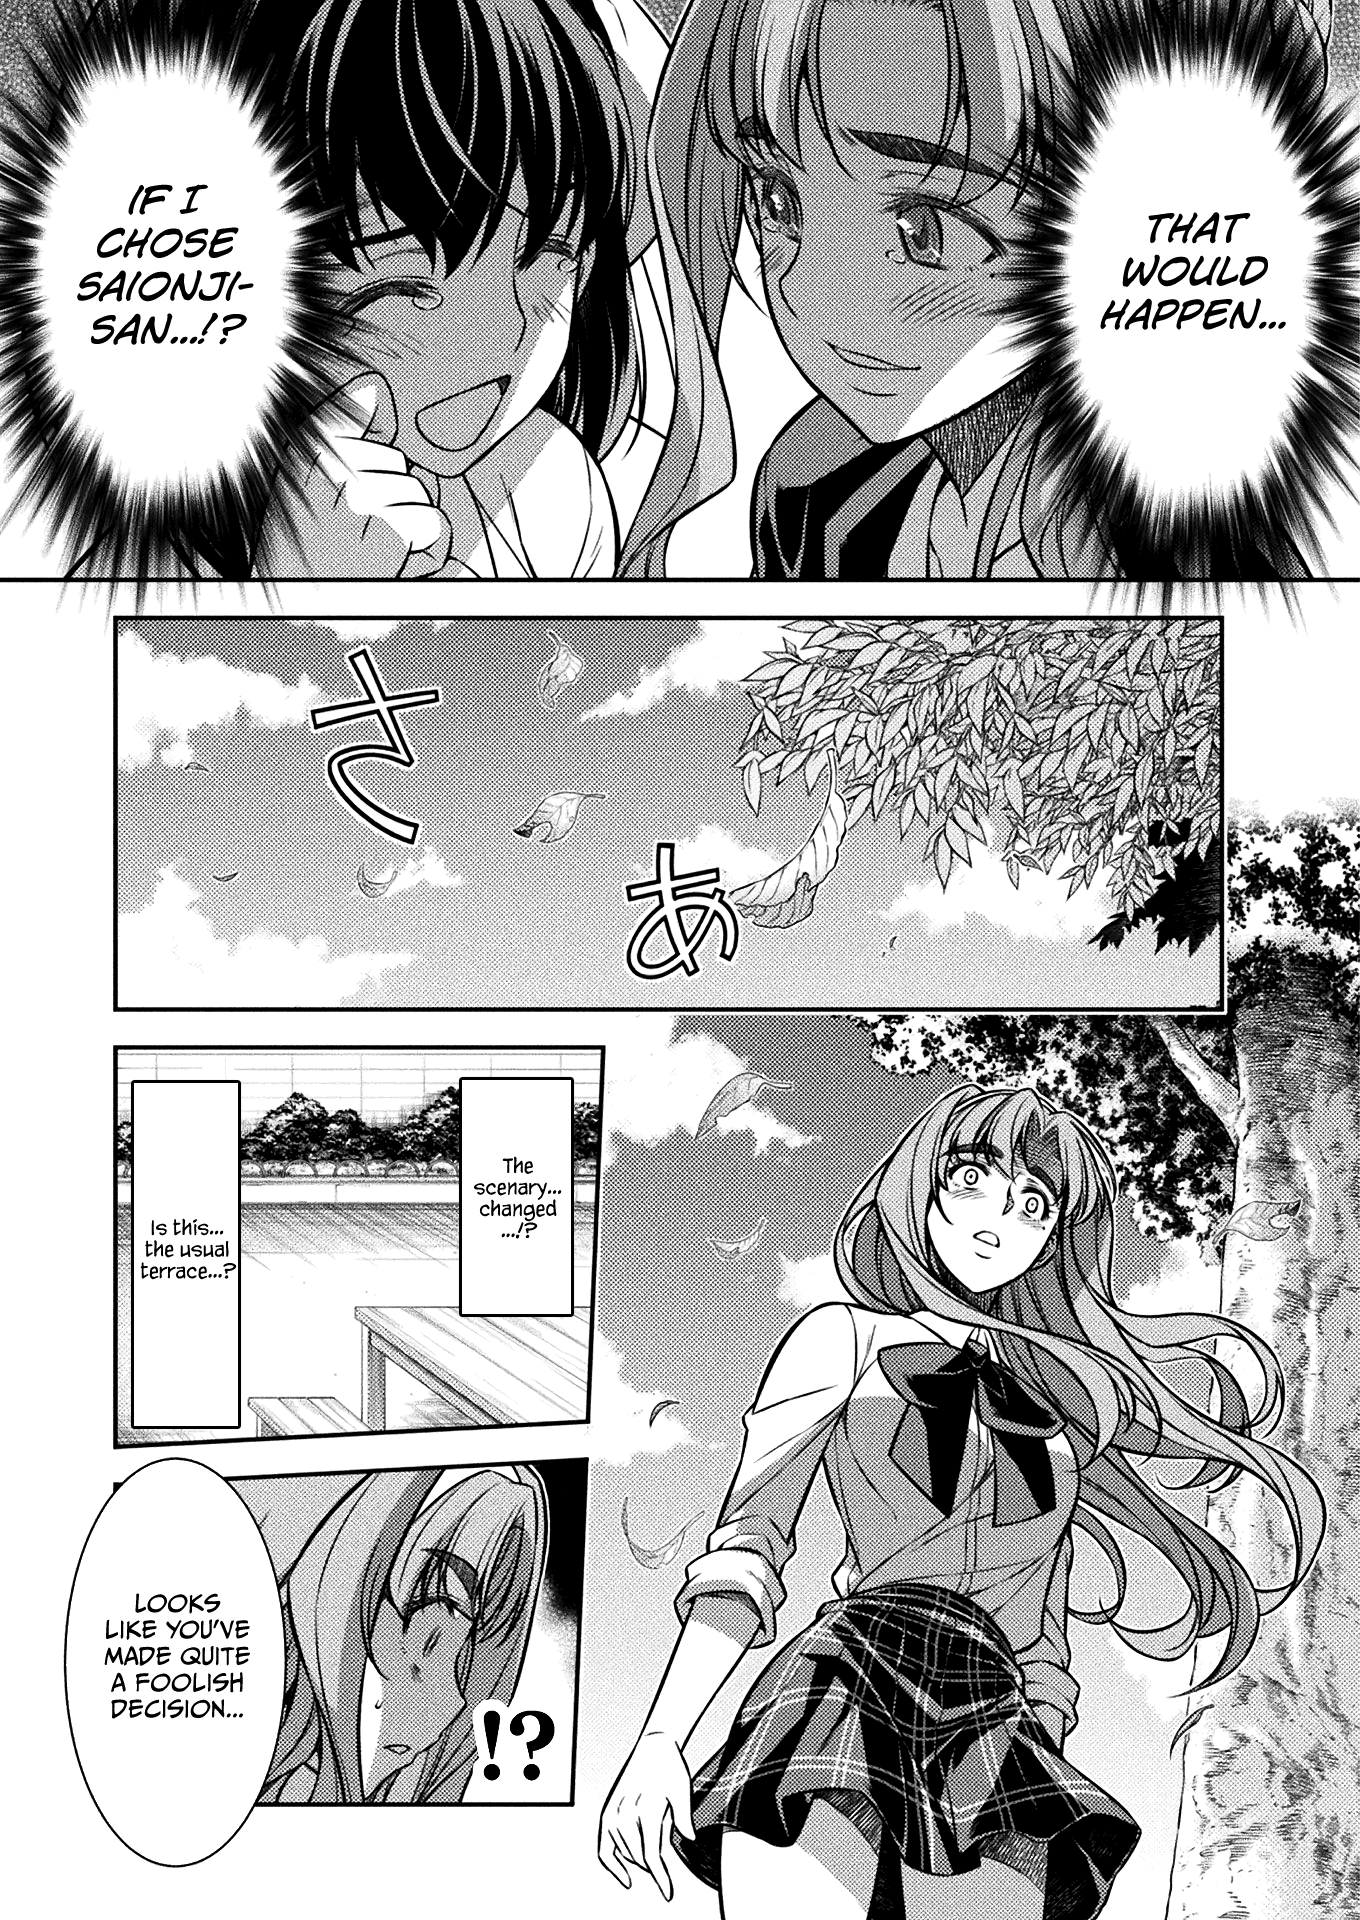 THAT
WOULD
HAPPEN...
IF I
CHOSE
SAIONJI-
SAN...!?
さ
あ
The
scenary...
changed
...!?
Is this...
the usual
terrace...?
!?
LOOKS
LIKE YOU'VE
MADE QUITE
A FOOLISH
DECISION...